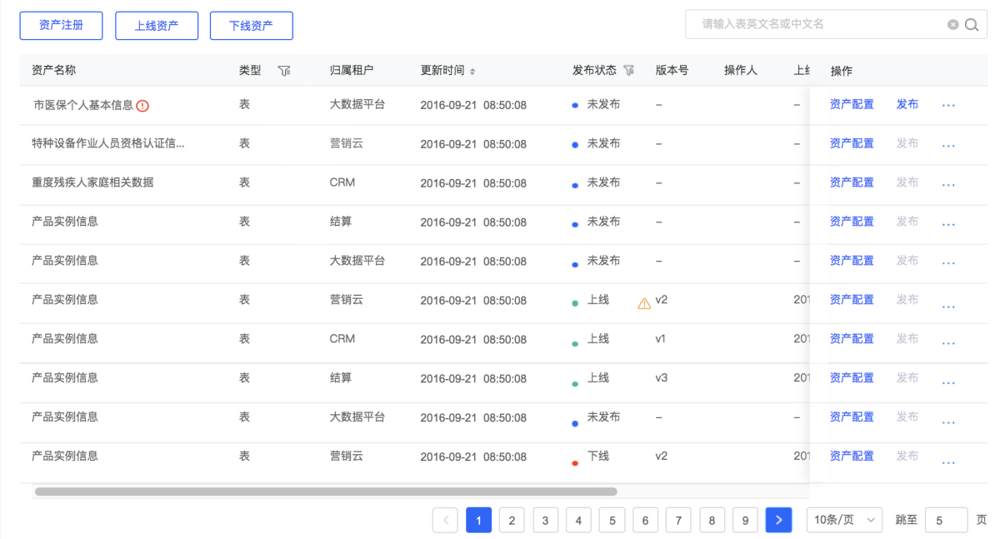 资产注册 上线资产 下线资产 请输入表英文名或中文名
资产名称 类型 归属租户 更新时间 发布状态 版本号 操作人 上线 操作
市医保个人基本信息 表 大数据平台 2016-09-21 08:50:08 未发布 – – 资产配置 发布 ...
特种设备作业人员资格认证信... 表 营销云 2016-09-21 08:50:08 未发布 – – 资产配置 发布 ...
重度残疾人家庭相关数据 表 CRM 2016-09-21 08:50:08 未发布 – – 资产配置 发布 ...
产品实例信息 表 结算 2016-09-21 08:50:08 未发布 – – 资产配置 发布 ...
产品实例信息 表 大数据平台 2016-09-21 08:50:08 未发布 – – 资产配置 发布 ...
产品实例信息 表 营销云 2016-09-21 08:50:08 上线 v2 201 资产配置 发布 ...
产品实例信息 表 CRM 2016-09-21 08:50:08 上线 v1 201 资产配置 发布 ...
产品实例信息 表 结算 2016-09-21 08:50:08 上线 v3 201 资产配置 发布 ...
产品实例信息 表 大数据平台 2016-09-21 08:50:08 未发布 – – 资产配置 发布 ...
产品实例信息 表 营销云 2016-09-21 08:50:08 下线 v2 201 资产配置 发布 ...
< 1 2 3 4 5 6 7 8 9 > 10条/页 跳至 5 页